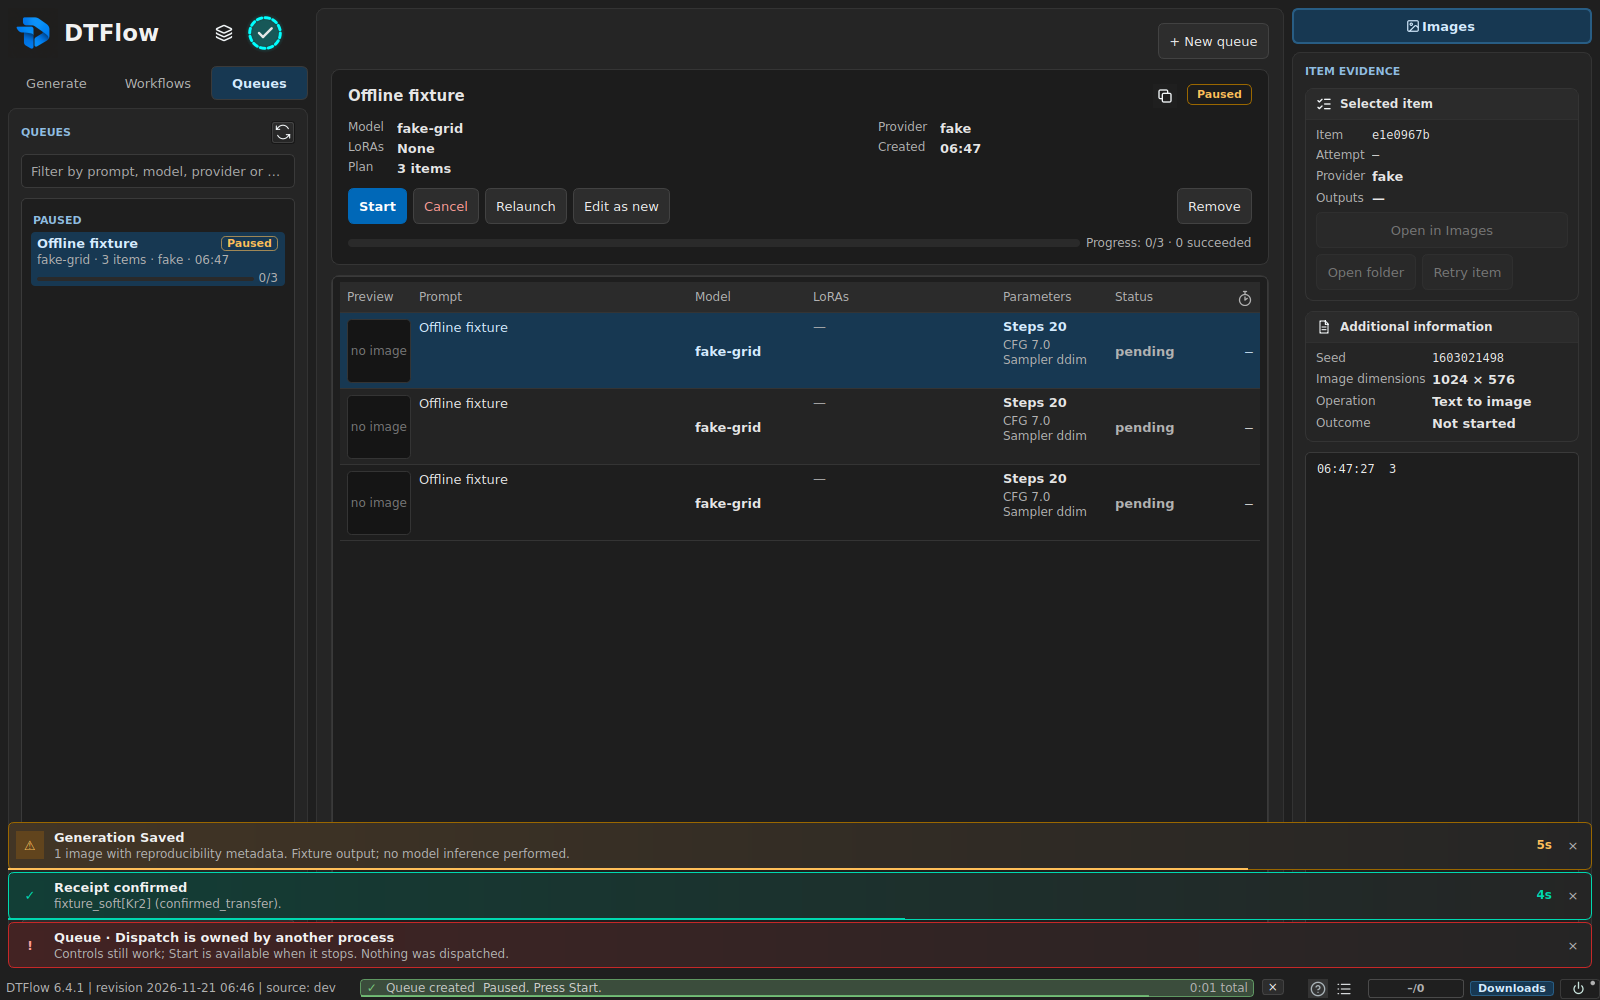 DTFlow
Generate Workflows Queues
QUEUES
Filter by prompt, model, provider or ...
PAUSED
Offline fixture Paused
fake-grid · 3 items · fake · 06:47
0/3
+ New queue
Offline fixture Paused
Model fake-grid Provider fake
LoRAs None Created 06:47
Plan 3 items
Start Cancel Relaunch Edit as new Remove
Progress: 0/3 · 0 succeeded
Preview Prompt Model LoRAs Parameters Status
no image Offline fixture fake-grid — Steps 20 CFG 7.0 Sampler ddim pending –
no image Offline fixture fake-grid — Steps 20 CFG 7.0 Sampler ddim pending –
no image Offline fixture fake-grid — Steps 20 CFG 7.0 Sampler ddim pending –
Images
ITEM EVIDENCE
Selected item
Item e1e0967b
Attempt –
Provider fake
Outputs —
Open in Images
Open folder Retry item
Additional information
Seed 1603021498
Image dimensions 1024 × 576
Operation Text to image
Outcome Not started
06:47:27 3
Generation Saved
1 image with reproducibility metadata. Fixture output; no model inference performed.
5s ×
Receipt confirmed
fixture_soft[Kr2] (confirmed_transfer).
4s ×
Queue · Dispatch is owned by another process
Controls still work; Start is available when it stops. Nothing was dispatched.
×
DTFlow 6.4.1 | revision 2026-11-21 06:46 | source: dev
✓ Queue created Paused. Press Start. 0:01 total ×
–/0 Downloads